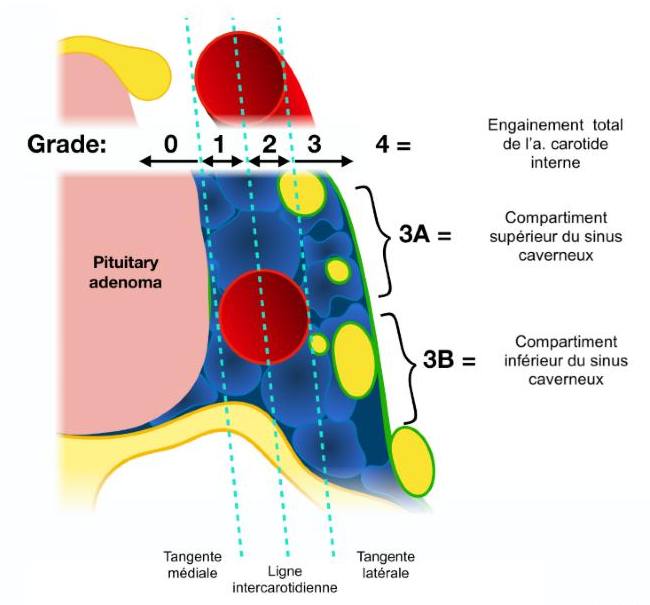 Grade: 0 1 2 3 4 =
Engainement total
de l'a. carotide
interne
3A =
Compartiment
supérieur du sinus
caverneux
Pituitary
adenoma
3B =
Compartiment
inférieur du sinus
caverneux
Tangente
médiale
Ligne
intercarotidienne
Tangente
latérale